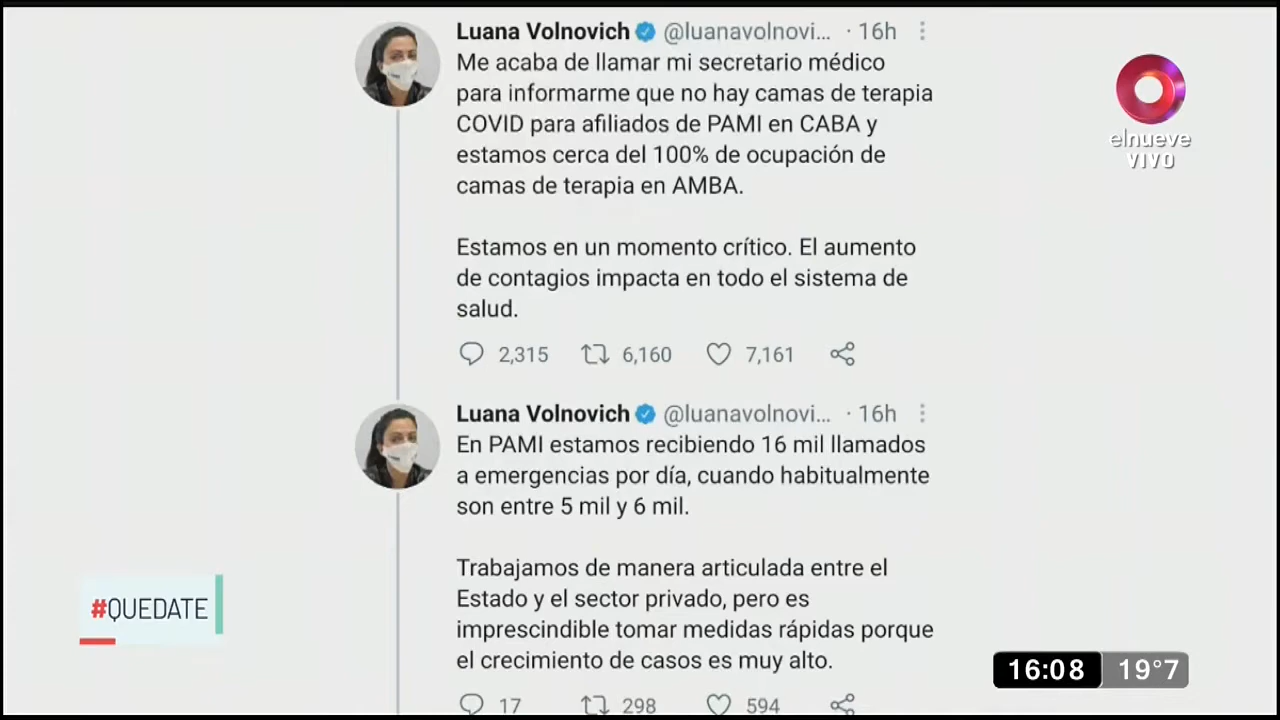 Luana Volnovich @luanavolnovi... · 16h
Me acaba de llamar mi secretario médico
para informarme que no hay camas de terapia
COVID para afiliados de PAMI en CABA y
estamos cerca del 100% de ocupación de
camas de terapia en AMBA.
Estamos en un momento crítico. El aumento
de contagios impacta en todo el sistema de
salud.
2,315 6,160 7,161
Luana Volnovich @luanavolnovi... · 16h
En PAMI estamos recibiendo 16 mil llamados
a emergencias por día, cuando habitualmente
son entre 5 mil y 6 mil.
Trabajamos de manera articulada entre el
Estado y el sector privado, pero es
imprescindible tomar medidas rápidas porque
el crecimiento de casos es muy alto.
17 298 594
elnueve
VIVO
#QUEDATE
16:08 19°7